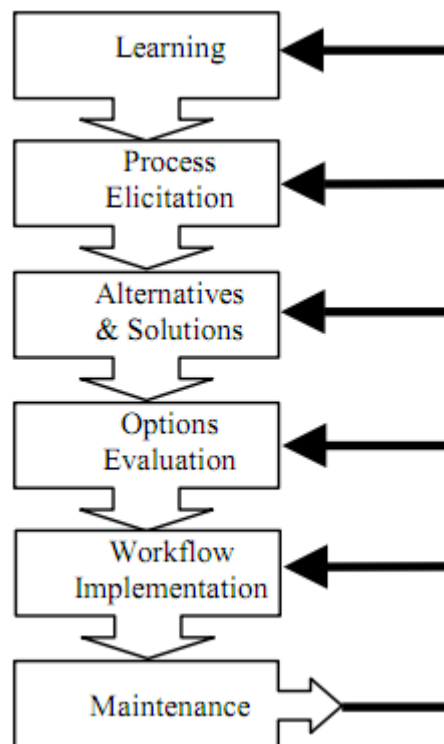 Learning
Process
Elicitation
Alternatives
& Solutions
Options
Evaluation
Workflow
Implementation
Maintenance